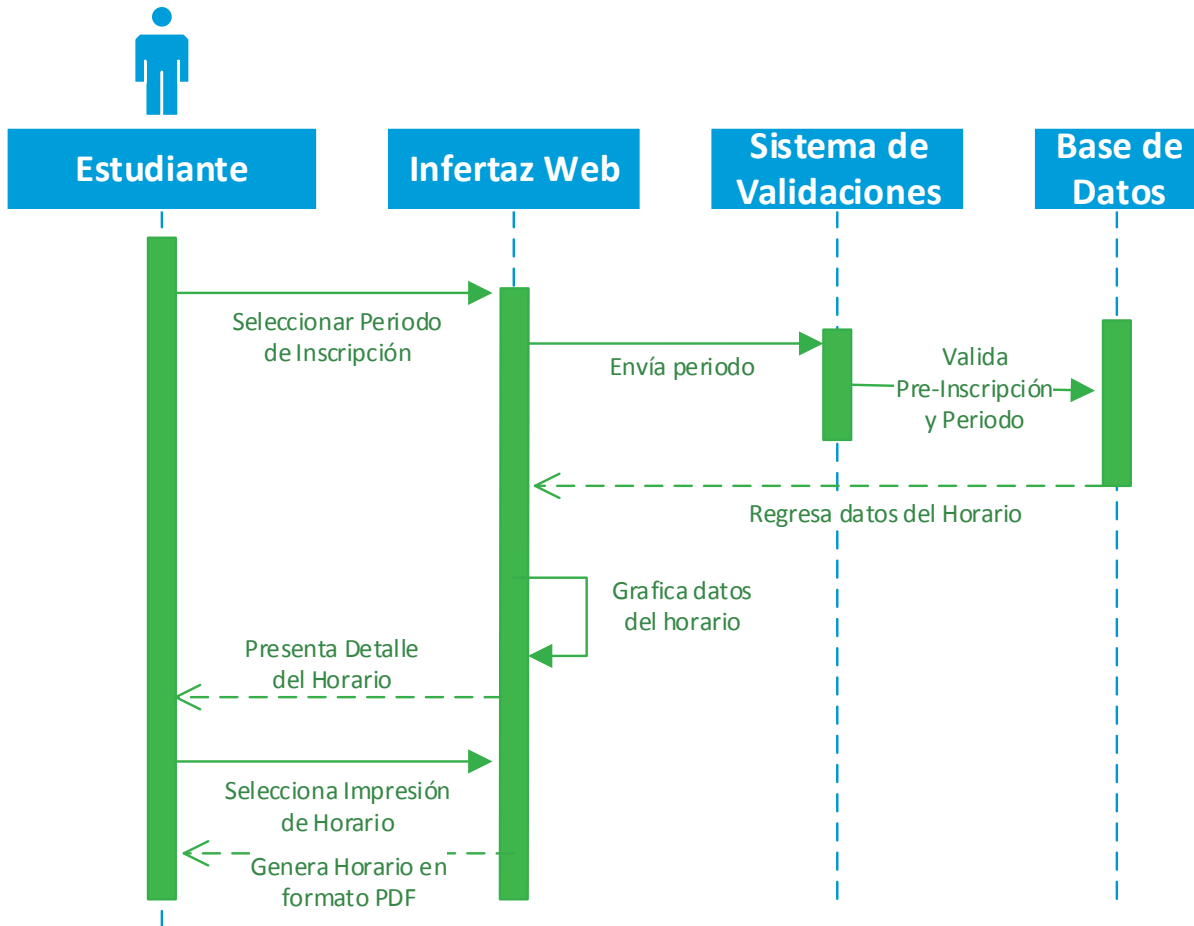 Estudiante
Infertaz Web
Sistema de
Validaciones
Base de
Datos
Seleccionar Periodo
de Inscripción
Envía periodo
Valida
Pre-Inscripción
y Periodo
Regresa datos del Horario
Grafica datos
del horario
Presenta Detalle
del Horario
Selecciona Impresión
de Horario
Genera Horario en
formato PDF